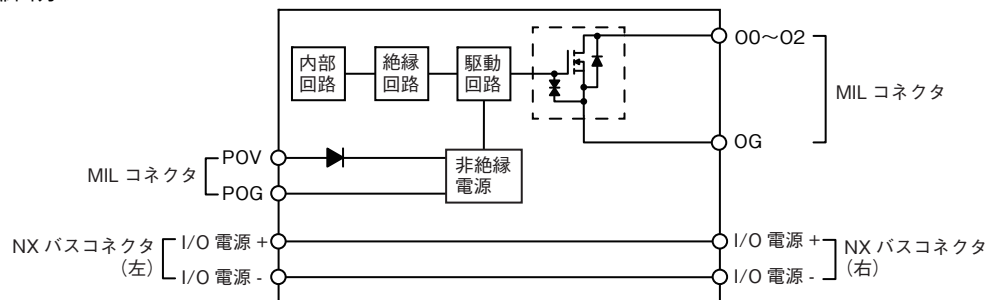 内部
回路
絶縁
回路
駆動
回路
O0～O2
MIL コネクタ
OG
MIL コネクタ
POV
POG
非絶縁
電源
NX バスコネクタ
(左)
I/O 電源 +
I/O 電源 -
I/O 電源 +
I/O 電源 -
NX バスコネクタ
(右)